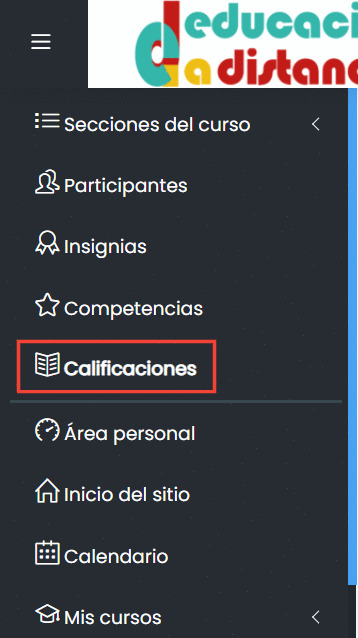 educaci
a distanc
Secciones del curso
Participantes
Insignias
Competencias
Calificaciones
Área personal
Inicio del sitio
Calendario
Mis cursos